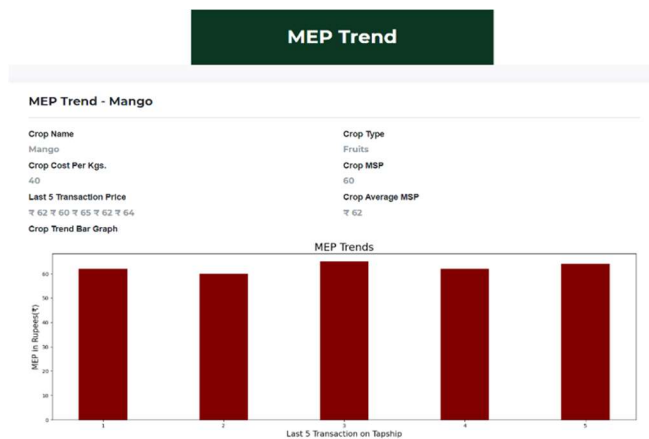 MEP Trend
MEP Trend - Mango
Crop Name
Mango
Crop Type
Fruits
Crop Cost Per Kgs.
40
Crop MSP
60
Last 5 Transaction Price
₹ 62 ₹ 60 ₹ 65 ₹ 62 ₹ 64
Crop Average MSP
₹ 62
Crop Trend Bar Graph
MEP Trends
MEP in Rupees(₹)
60
50
40
30
20
10
0
1 2 3 4 5
Last 5 Transaction on Tapship